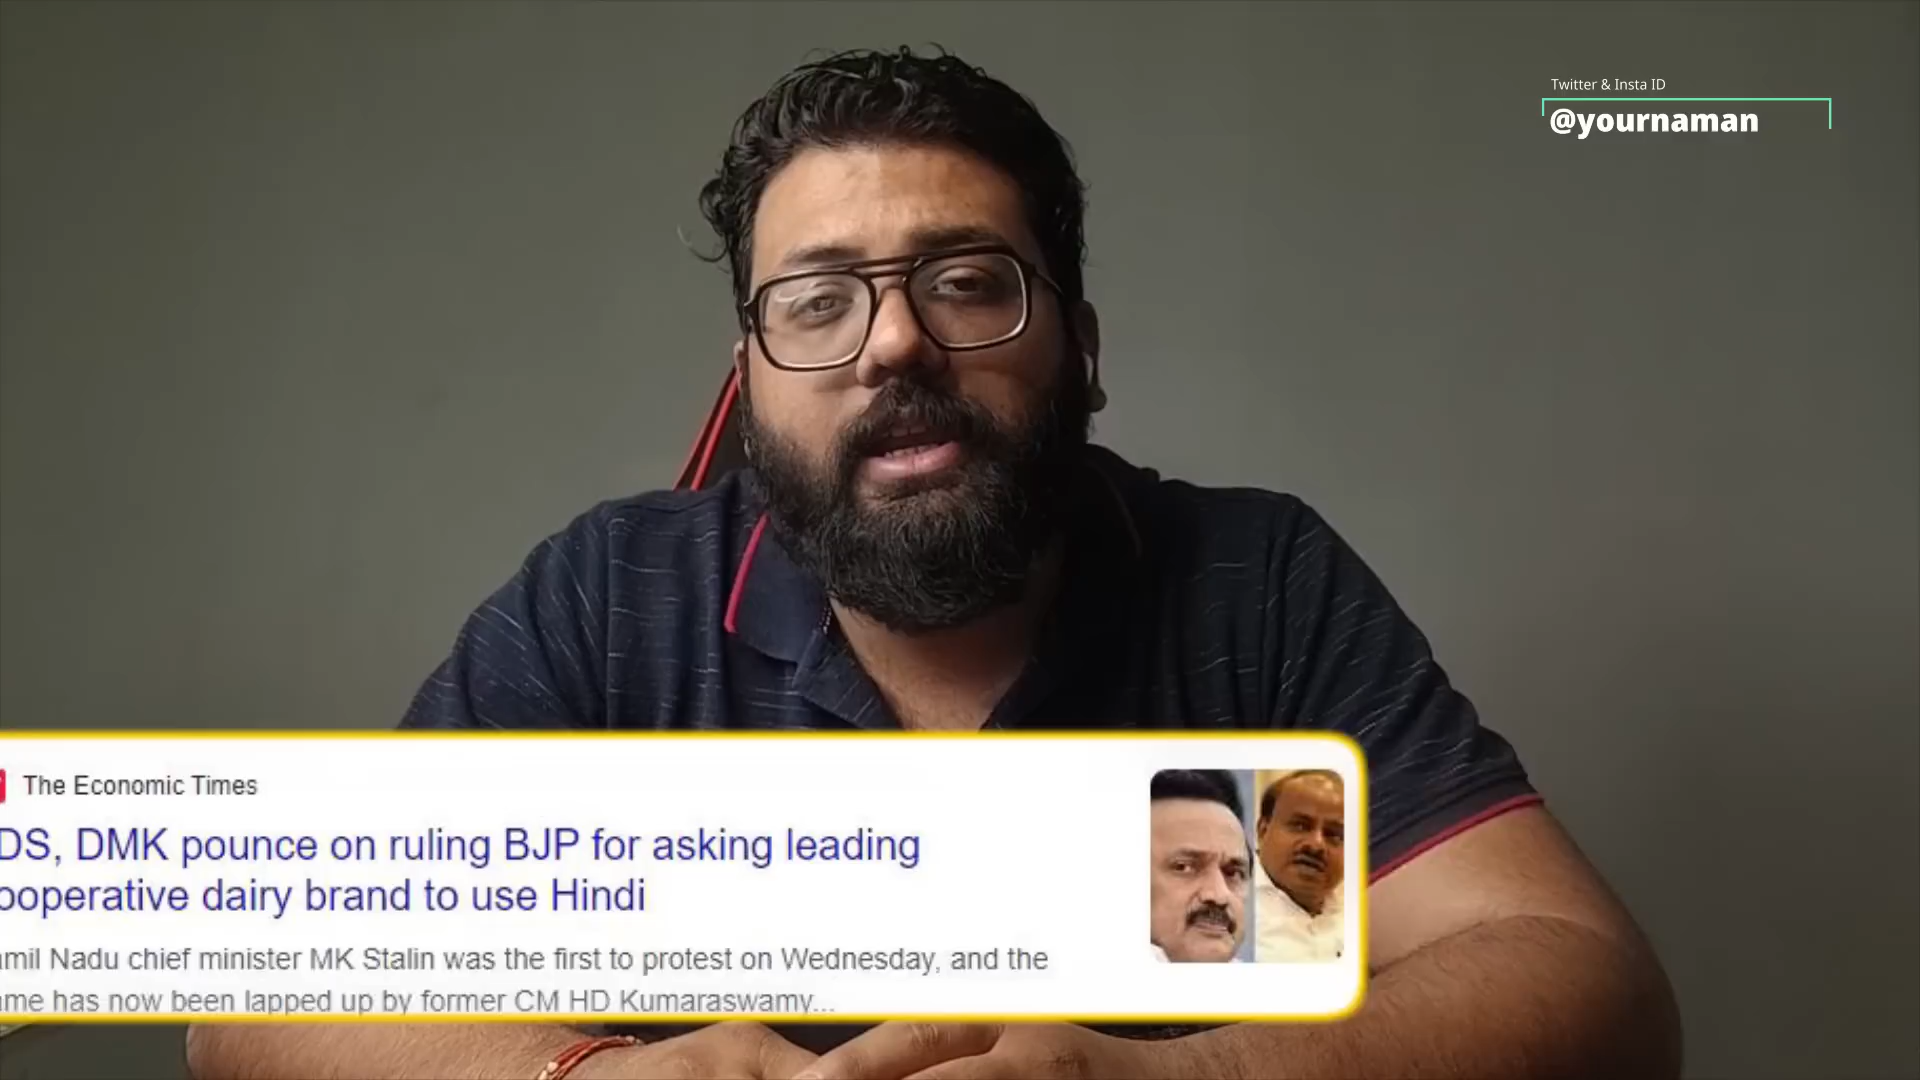 Twitter & Insta ID
@yournaman
The Economic Times
DS, DMK pounce on ruling BJP for asking leading
ooperative dairy brand to use Hindi
amil Nadu chief minister MK Stalin was the first to protest on Wednesday, and the
ame has now been lapped up by former CM HD Kumaraswamy...